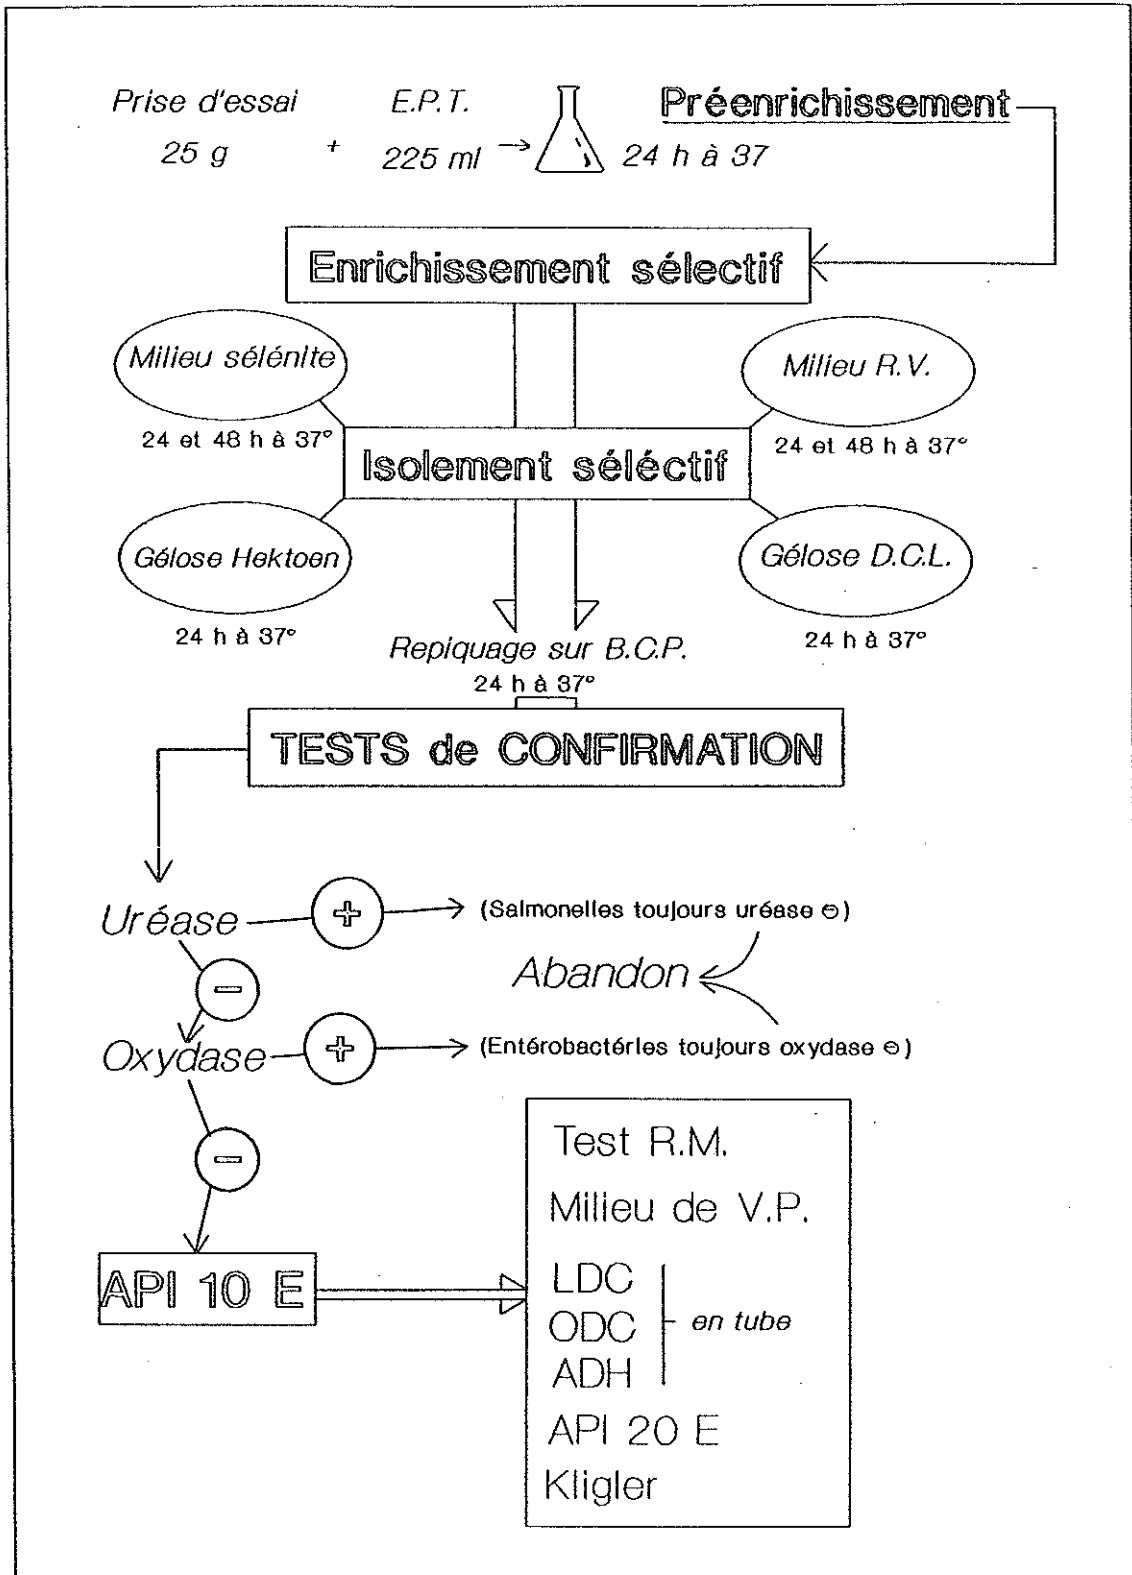 Prise d'essai E.P.T. Préenrichissement
25 g + 225 ml → 24 h à 37
Enrichissement sélectif
Milieu sélénite Milieu R.V.
24 et 48 h à 37° 24 et 48 h à 37°
Isolement séléctif
Gélose Hektoen Gélose D.C.L.
24 h à 37° 24 h à 37°
Repiquage sur B.C.P.
24 h à 37°
TESTS de CONFIRMATION
Uréase + (Salmonelles toujours uréase ⊖)
Abandon
−
Oxydase + (Entérobactéries toujours oxydase ⊖)
−
API 10 E
Test R.M.
Milieu de V.P.
LDC
ODC en tube
ADH
API 20 E
Kligler